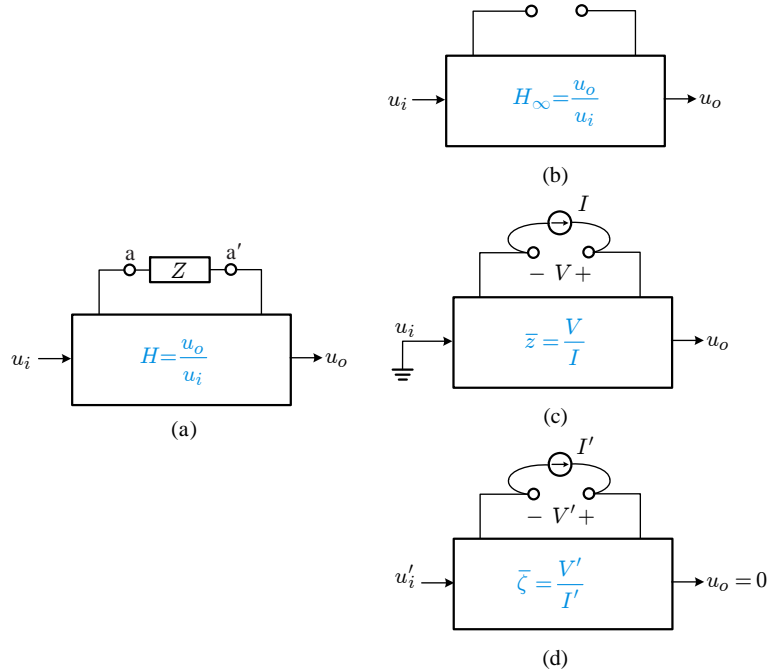 u_i
H_∞ = u_o / u_i
u_o
(b)
a
Z
a′
u_i
H = u_o / u_i
u_o
(a)
I
− V +
u_i
z̅ = V / I
u_o
(c)
I′
− V′ +
u′_i
ζ̅ = V′ / I′
u_o = 0
(d)